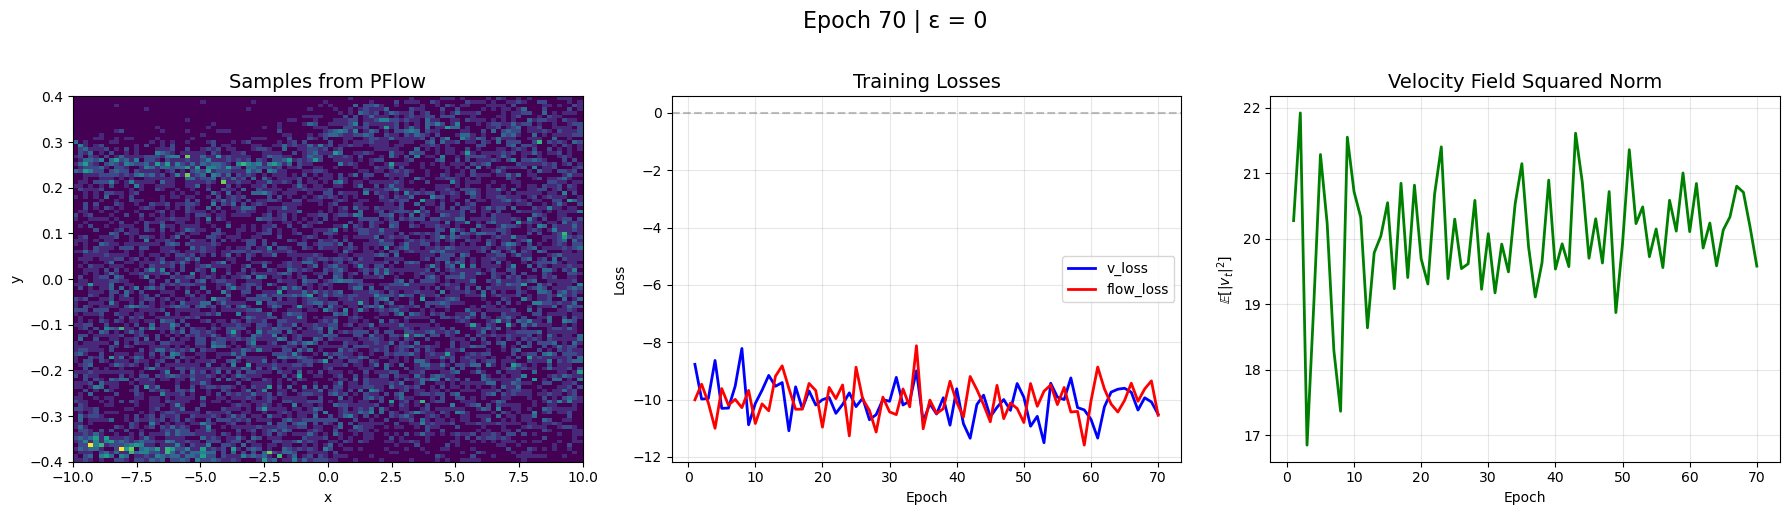 Epoch 70 | ε = 0
Samples from PFlow
y
0.4
0.3
0.2
0.1
0.0
−0.1
−0.2
−0.3
−0.4
−10.0 −7.5 −5.0 −2.5 0.0 2.5 5.0 7.5 10.0
x
Training Losses
Loss
0
−2
−4
−6
−8
−10
−12
v_loss
flow_loss
0 10 20 30 40 50 60 70
Epoch
Velocity Field Squared Norm
𝔼[|v_t|²]
22
21
20
19
18
17
0 10 20 30 40 50 60 70
Epoch